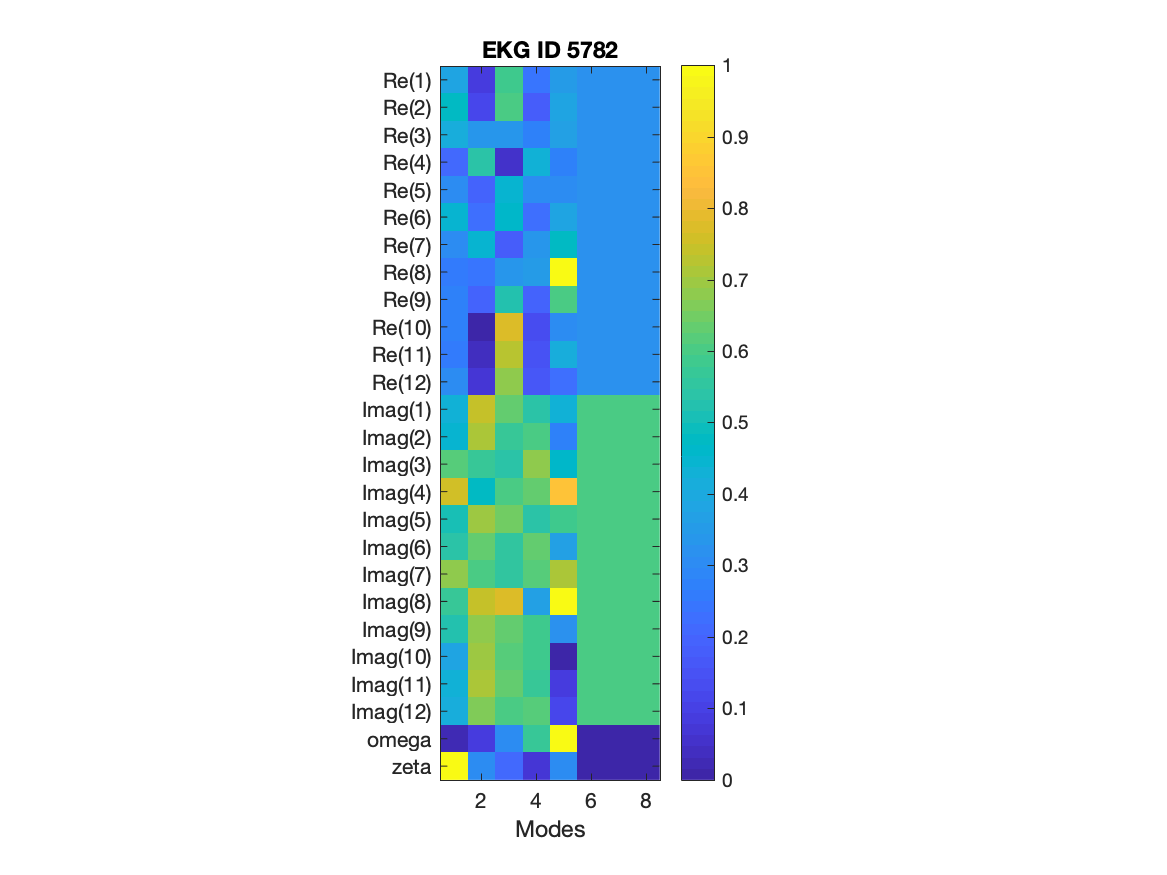 EKG ID 5782
Re(1)
Re(2)
Re(3)
Re(4)
Re(5)
Re(6)
Re(7)
Re(8)
Re(9)
Re(10)
Re(11)
Re(12)
Imag(1)
Imag(2)
Imag(3)
Imag(4)
Imag(5)
Imag(6)
Imag(7)
Imag(8)
Imag(9)
Imag(10)
Imag(11)
Imag(12)
omega
zeta
2 4 6 8
Modes
1
0.9
0.8
0.7
0.6
0.5
0.4
0.3
0.2
0.1
0